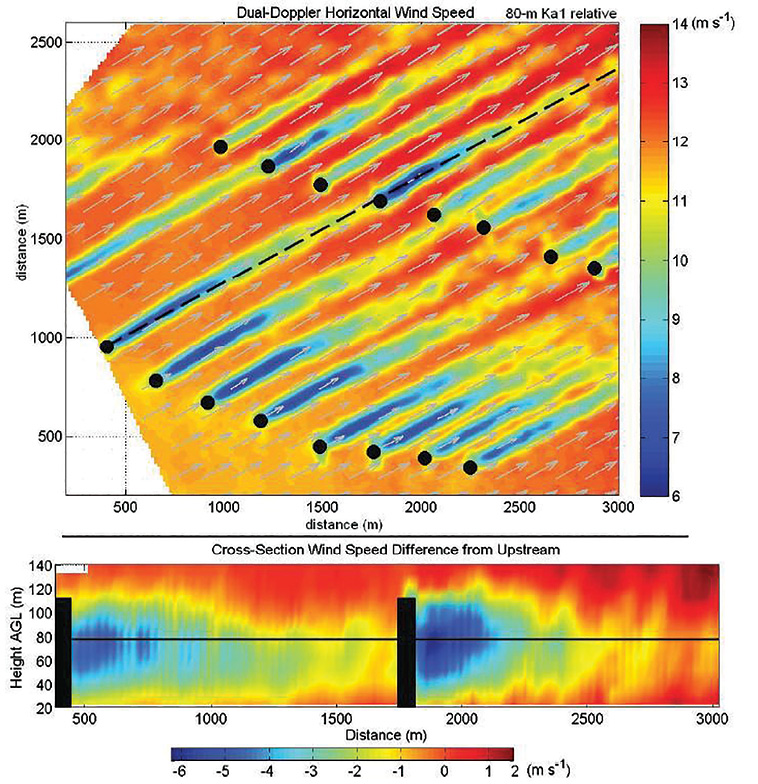 Dual-Doppler Horizontal Wind Speed 80-m Ka1 relative
14 (m s-1)
13
12
11
10
9
8
7
6
distance (m)
2500
2000
1500
1000
500
500 1000 1500 2000 2500 3000
distance (m)
Cross-Section Wind Speed Difference from Upstream
Height AGL (m)
140
120
100
80
60
40
20
500 1000 1500 2000 2500 3000
Distance (m)
-6 -5 -4 -3 -2 -1 0 1 2 (m s-1)